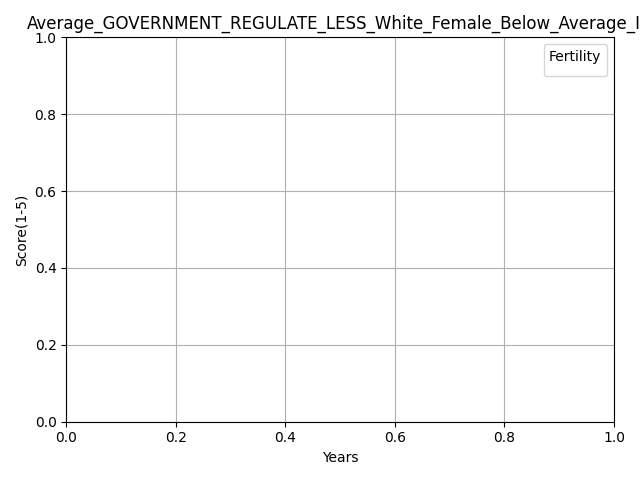 Average_GOVERNMENT_REGULATE_LESS_White_Female_Below_Average_I
Fertility
1.0
0.8
0.6
0.4
0.2
0.0
Score(1-5)
0.0 0.2 0.4 0.6 0.8 1.0
Years